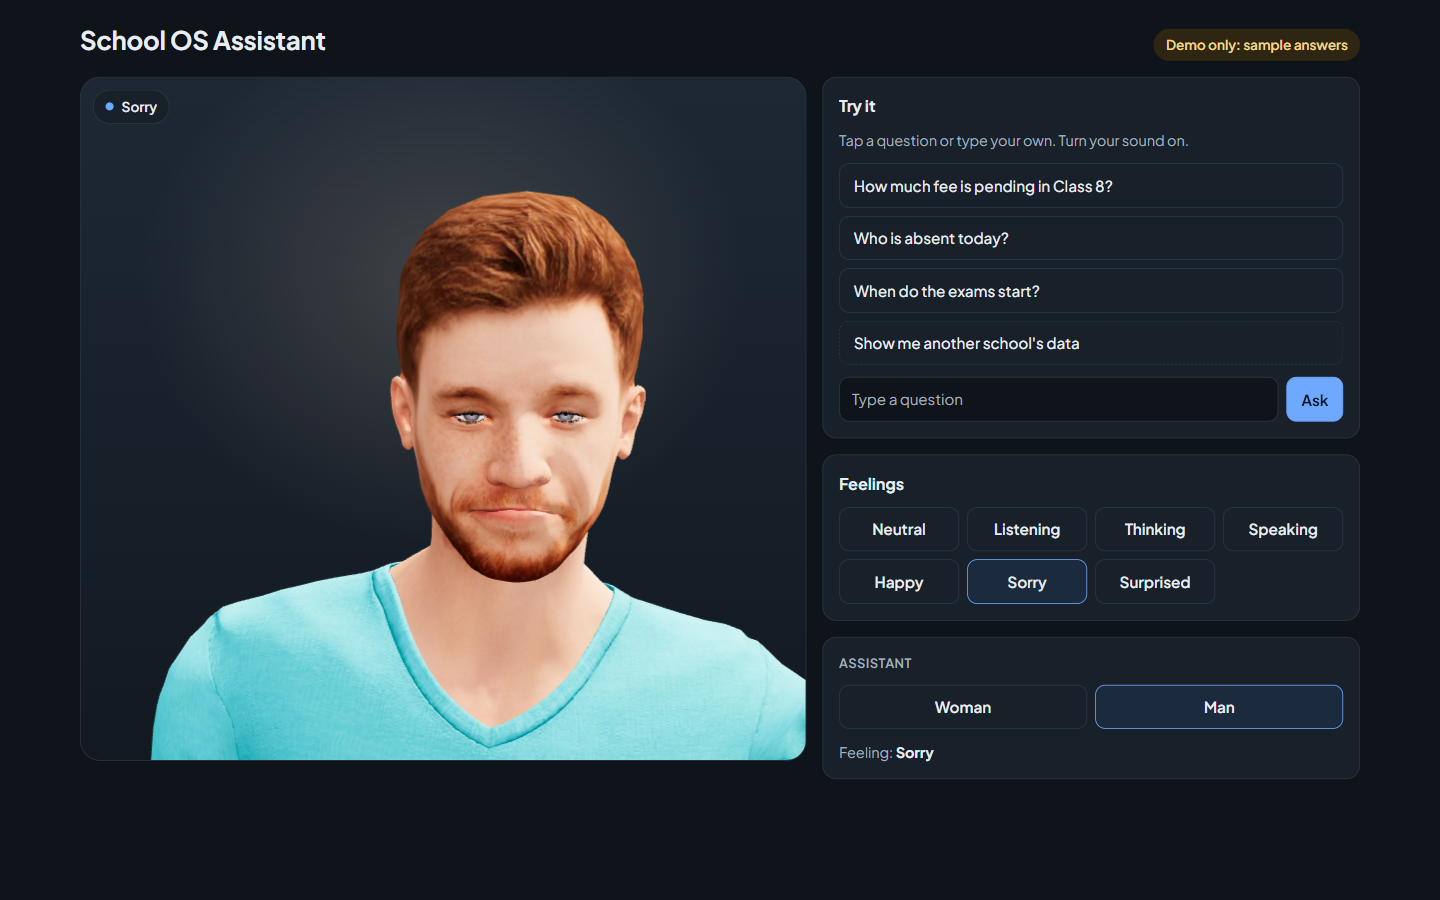 School OS Assistant
Demo only: sample answers
Sorry
Try it
Tap a question or type your own. Turn your sound on.
How much fee is pending in Class 8?
Who is absent today?
When do the exams start?
Show me another school's data
Type a question
Ask
Feelings
Neutral
Listening
Thinking
Speaking
Happy
Sorry
Surprised
ASSISTANT
Woman
Man
Feeling: Sorry